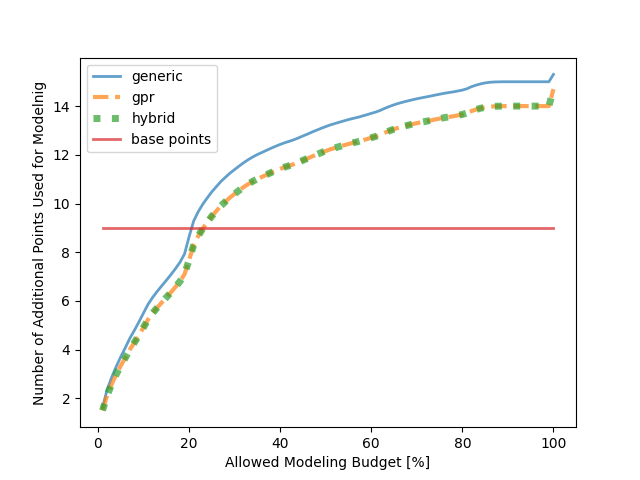 generic
gpr
hybrid
base points
Number of Additional Points Used for Modelnig
14
12
10
8
6
4
2
0
20
40
60
80
100
Allowed Modeling Budget [%]